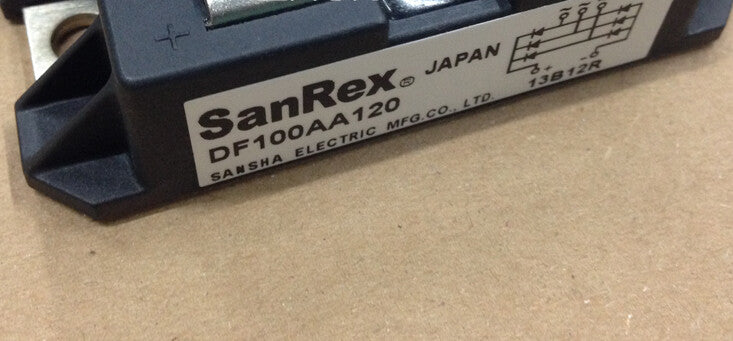 +
SanRex® JAPAN
DF100AA120
SANSHA ELECTRIC MFG.CO., LTD.
~ ~ ~
+ -
13B12R